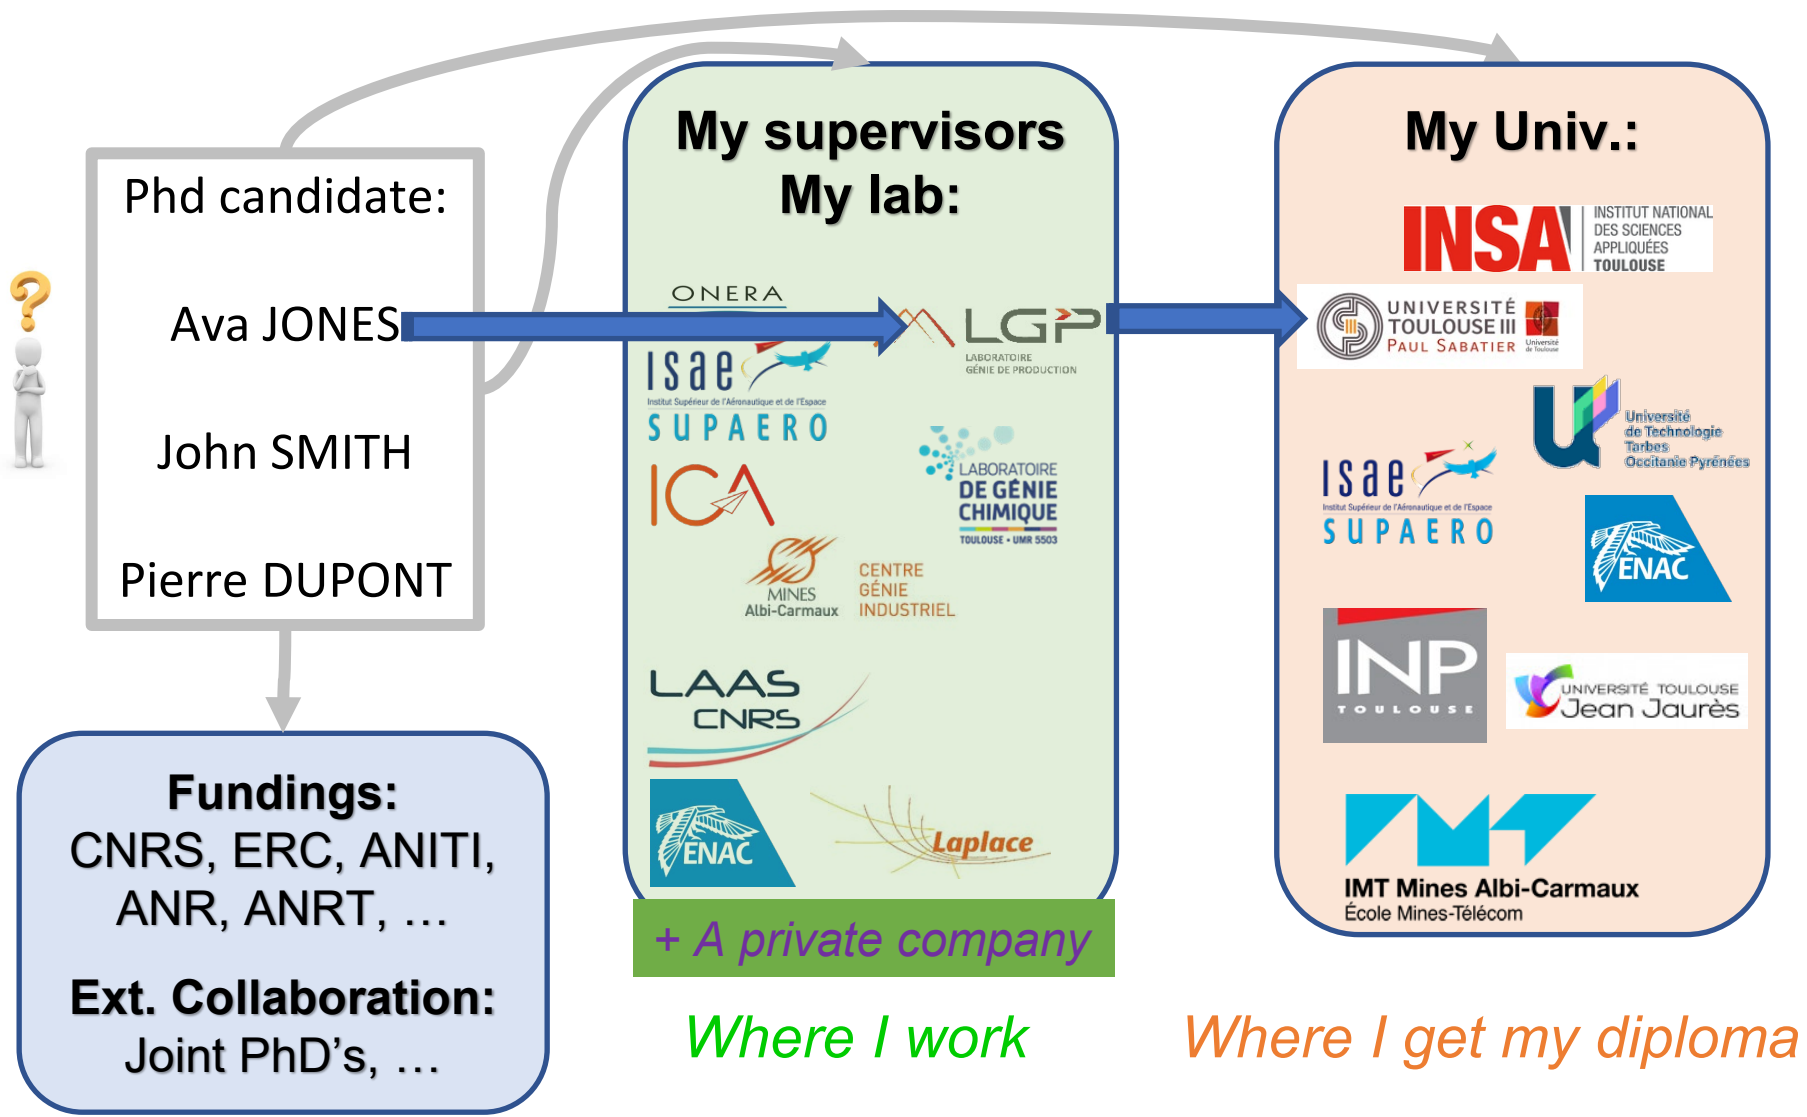 Phd candidate:
Ava JONES
John SMITH
Pierre DUPONT
?
Fundings:
CNRS, ERC, ANITI,
ANR, ANRT, …
Ext. Collaboration:
Joint PhD’s, …
My supervisors
My lab:
ONERA
LGP
LABORATOIRE
GÉNIE DE PRODUCTION
isae
Institut Supérieur de l'Aéronautique et de l'Espace
SUPAERO
ICA
LABORATOIRE
DE GÉNIE
CHIMIQUE
TOULOUSE • UMR 5503
MINES
Albi-Carmaux
CENTRE
GÉNIE
INDUSTRIEL
LAAS
CNRS
ENAC
Laplace
+ A private company
Where I work
My Univ.:
INSA
INSTITUT NATIONAL
DES SCIENCES
APPLIQUÉES
TOULOUSE
UNIVERSITÉ
TOULOUSE III
PAUL SABATIER
Université
de Toulouse
Université
de Technologie
Tarbes
Occitanie Pyrénées
isae
Institut Supérieur de l'Aéronautique et de l'Espace
SUPAERO
ENAC
INP
TOULOUSE
UNIVERSITÉ TOULOUSE
Jean Jaurès
IMT Mines Albi-Carmaux
École Mines-Télécom
Where I get my diploma